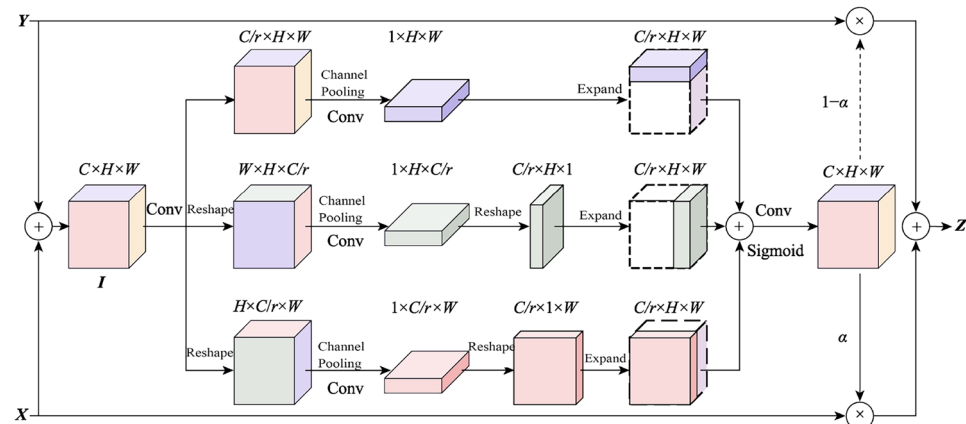 Y
×
C/r×H×W
1×H×W
C/r×H×W
Channel
Pooling
Conv
Expand
1−α
C×H×W
W×H×C/r
1×H×C/r
C/r×H×1
C/r×H×W
C×H×W
Conv
Reshape
Channel
Pooling
Conv
Reshape
Expand
Conv
Sigmoid
+
+
+
Z
I
H×C/r×W
1×C/r×W
C/r×1×W
C/r×H×W
Reshape
Channel
Pooling
Conv
Reshape
Expand
α
X
×